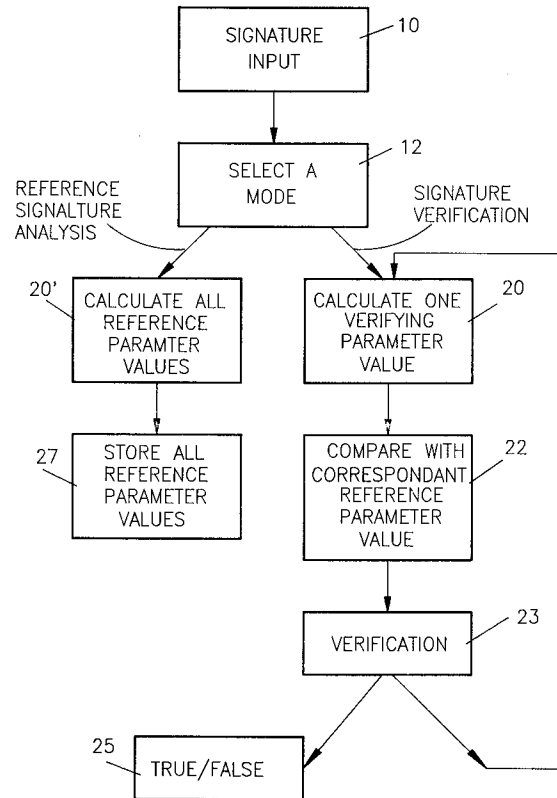 10
SIGNATURE
INPUT
12
SELECT A
MODE
REFERENCE
SIGNALTURE
ANALYSIS
SIGNATURE
VERIFICATION
20'
CALCULATE ALL
REFERENCE
PARAMTER
VALUES
20
CALCULATE ONE
VERIFYING
PARAMETER
VALUE
27
STORE ALL
REFERENCE
PARAMETER
VALUES
22
COMPARE WITH
CORRESPONDANT
REFERENCE
PARAMETER
VALUE
23
VERIFICATION
25
TRUE/FALSE